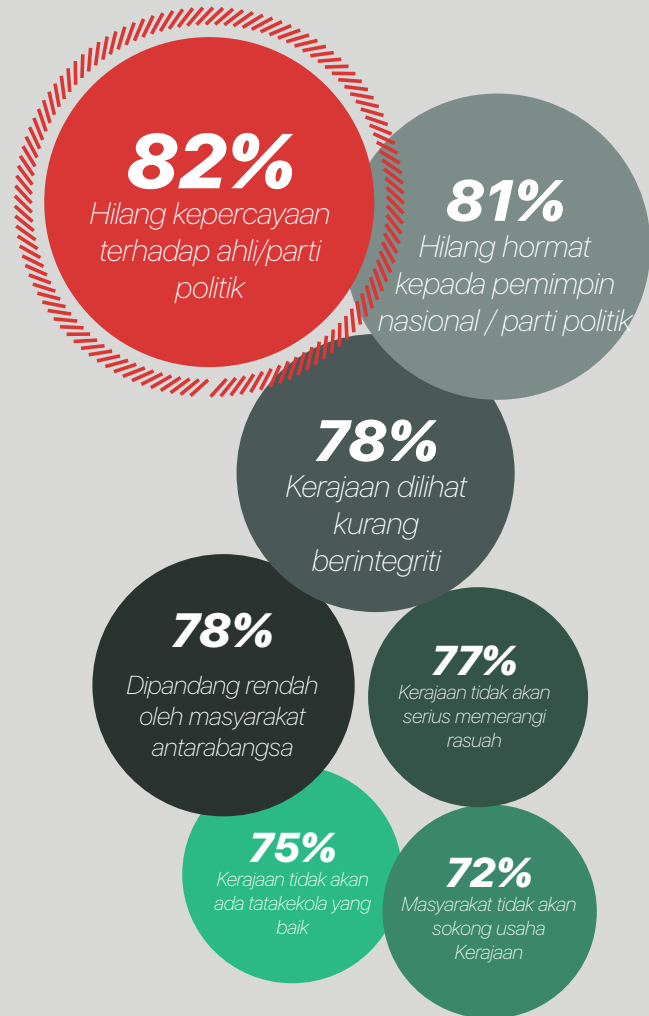 82%
Hilang kepercayaan
terhadap ahli/parti
politik
81%
Hilang hormat
kepada pemimpin
nasional / parti politik
78%
Kerajaan dilihat
kurang
berintegriti
78%
Dipandang rendah
oleh masyarakat
antarabangsa
77%
Kerajaan tidak akan
serius memerangi
rasuah
75%
Kerajaan tidak akan
ada tatakekola yang
baik
72%
Masyarakat tidak akan
sokong usaha
Kerajaan